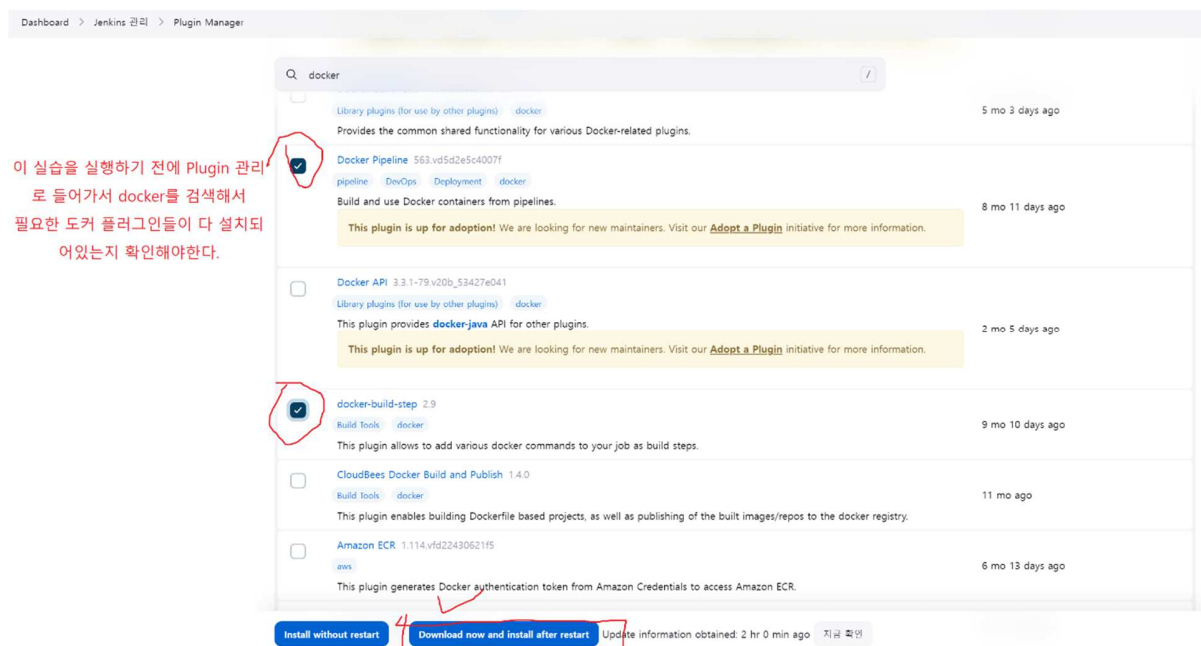 Dashboard > Jenkins 관리 > Plugin Manager
docker
/
Library plugins (for use by other plugins) docker
5 mo 3 days ago
Provides the common shared functionality for various Docker-related plugins.
이 실습을 실행하기 전에 Plugin 관리
로 들어가서 docker를 검색해서
필요한 도커 플러그인들이 다 설치되
어있는지 확인해야한다.
Docker Pipeline 563.vd5d2e5c4007f
pipeline DevOps Deployment docker
Build and use Docker containers from pipelines.
8 mo 11 days ago
This plugin is up for adoption! We are looking for new maintainers. Visit our Adopt a Plugin initiative for more information.
Docker API 3.3.1-79.v20b_53427e041
Library plugins (for use by other plugins) docker
This plugin provides docker-java API for other plugins.
2 mo 5 days ago
This plugin is up for adoption! We are looking for new maintainers. Visit our Adopt a Plugin initiative for more information.
docker-build-step 2.9
Build Tools docker
9 mo 10 days ago
This plugin allows to add various docker commands to your job as build steps.
CloudBees Docker Build and Publish 1.4.0
Build Tools docker
11 mo ago
This plugin enables building Dockerfile based projects, as well as publishing of the built images/repos to the docker registry.
Amazon ECR 1.114.vfd22430621f5
aws
6 mo 13 days ago
This plugin generates Docker authentication token from Amazon Credentials to access Amazon ECR.
Install without restart Download now and install after restart Update information obtained: 2 hr 0 min ago 지금 확인